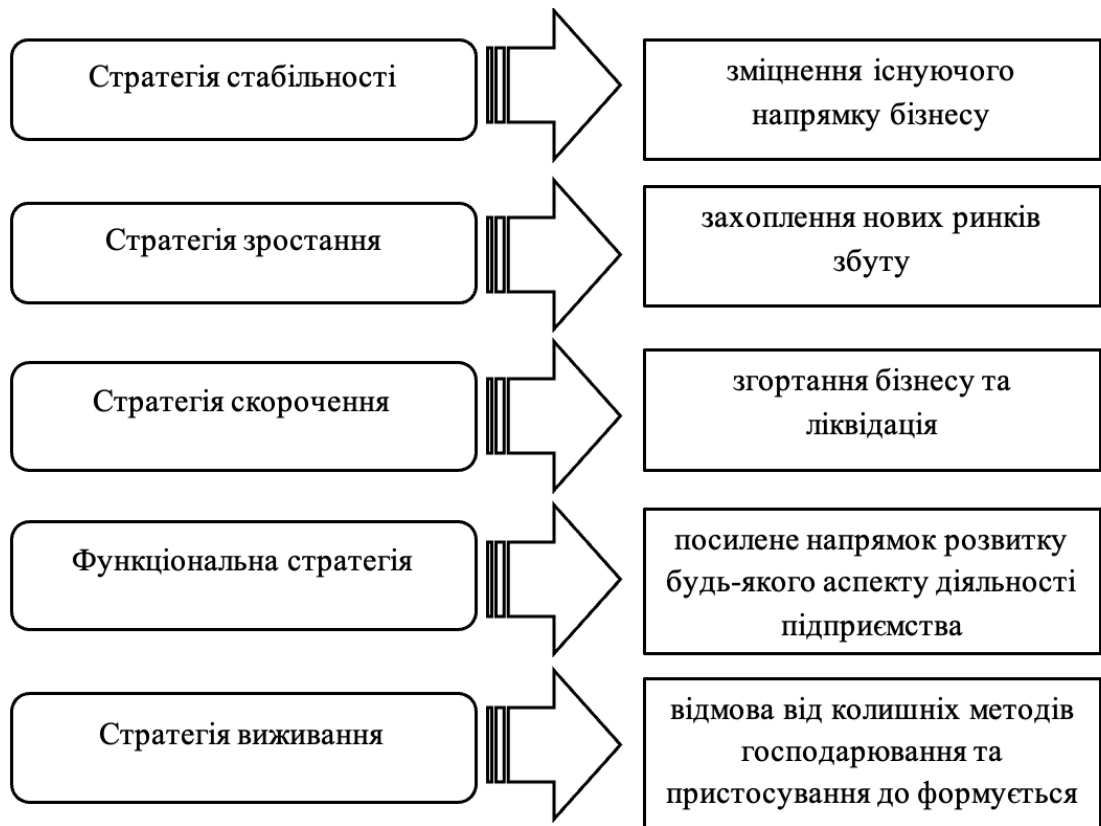 Стратегія стабільності
зміцнення існуючого
напрямку бізнесу
Стратегія зростання
захоплення нових ринків
збуту
Стратегія скорочення
згортання бізнесу та
ліквідація
Функціональна стратегія
посилене напрямок розвитку
будь-якого аспекту діяльності
підприємства
Стратегія виживання
відмова від колишніх методів
господарювання та
пристосування до формується